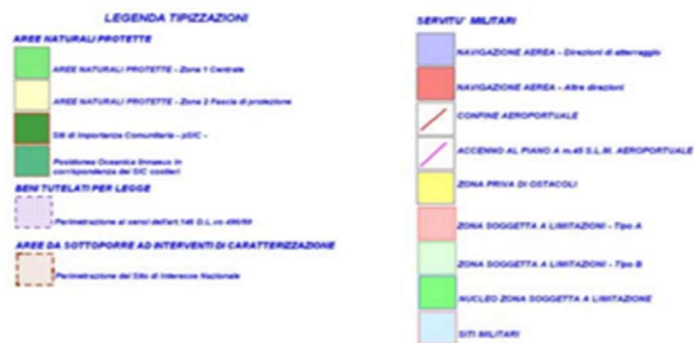 LEGENDA TIPIZZAZIONI
AREE NATURALI PROTETTE
AREE NATURALI PROTETTE - Zona 1 Centrale
AREE NATURALI PROTETTE - Zona 2 Fascia di protezione
Siti di Importanza Comunitaria - pSIC -
Posidonea Oceanica linnaeus in
corrispondenza dei SIC costieri
BENI TUTELATI PER LEGGE
Perimetrazione ai sensi dell'art.146 D.L.vo 490/99
AREE DA SOTTOPORRE AD INTERVENTI DI CARATTERIZZAZIONE
Perimetrazione del Sito di Interesse Nazionale
SERVITU' MILITARI
NAVIGAZIONE AEREA - Direzioni di atterraggio
NAVIGAZIONE AEREA - Altre direzioni
CONFINE AEROPORTUALE
ACCENNO AL PIANO A m.45 S.L.M. AEROPORTUALE
ZONA PRIVA DI OSTACOLI
ZONA SOGGETTA A LIMITAZIONI - Tipo A
ZONA SOGGETTA A LIMITAZIONI - Tipo B
NUCLEO ZONA SOGGETTA A LIMITAZIONE
SITI MILITARI